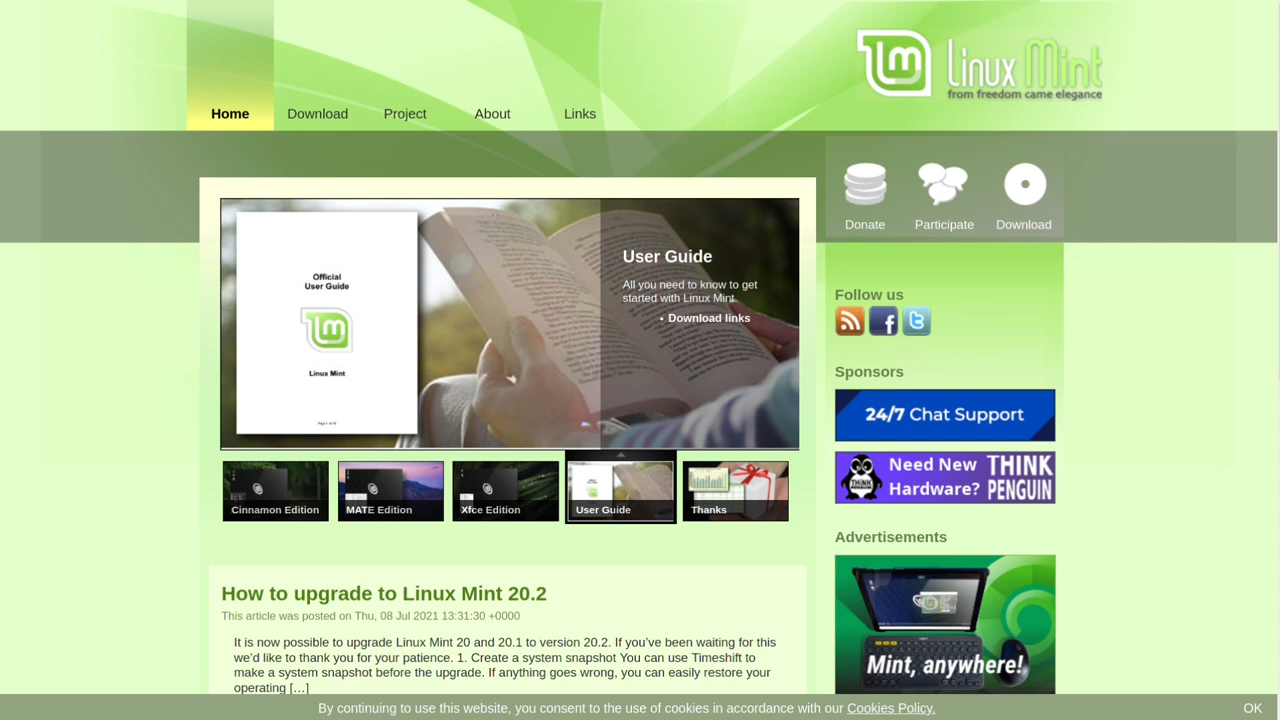 Home
Download
Project
About
Links
Linux Mint
from freedom came elegance
Donate
Participate
Download
Official
User Guide
Linux Mint
User Guide
All you need to know to get
started with Linux Mint.
• Download links
Cinnamon Edition
MATE Edition
Xfce Edition
User Guide
Thanks
Follow us
Sponsors
24/7 Chat Support
THINK PENGUIN
Need New
Hardware?
THINK
PENGUIN
Advertisements
Mint, anywhere!
How to upgrade to Linux Mint 20.2
This article was posted on Thu, 08 Jul 2021 13:31:30 +0000
It is now possible to upgrade Linux Mint 20 and 20.1 to version 20.2. If you’ve been waiting for this
we’d like to thank you for your patience. 1. Create a system snapshot You can use Timeshift to
make a system snapshot before the upgrade. If anything goes wrong, you can easily restore your
operating […]
By continuing to use this website, you consent to the use of cookies in accordance with our Cookies Policy.
OK